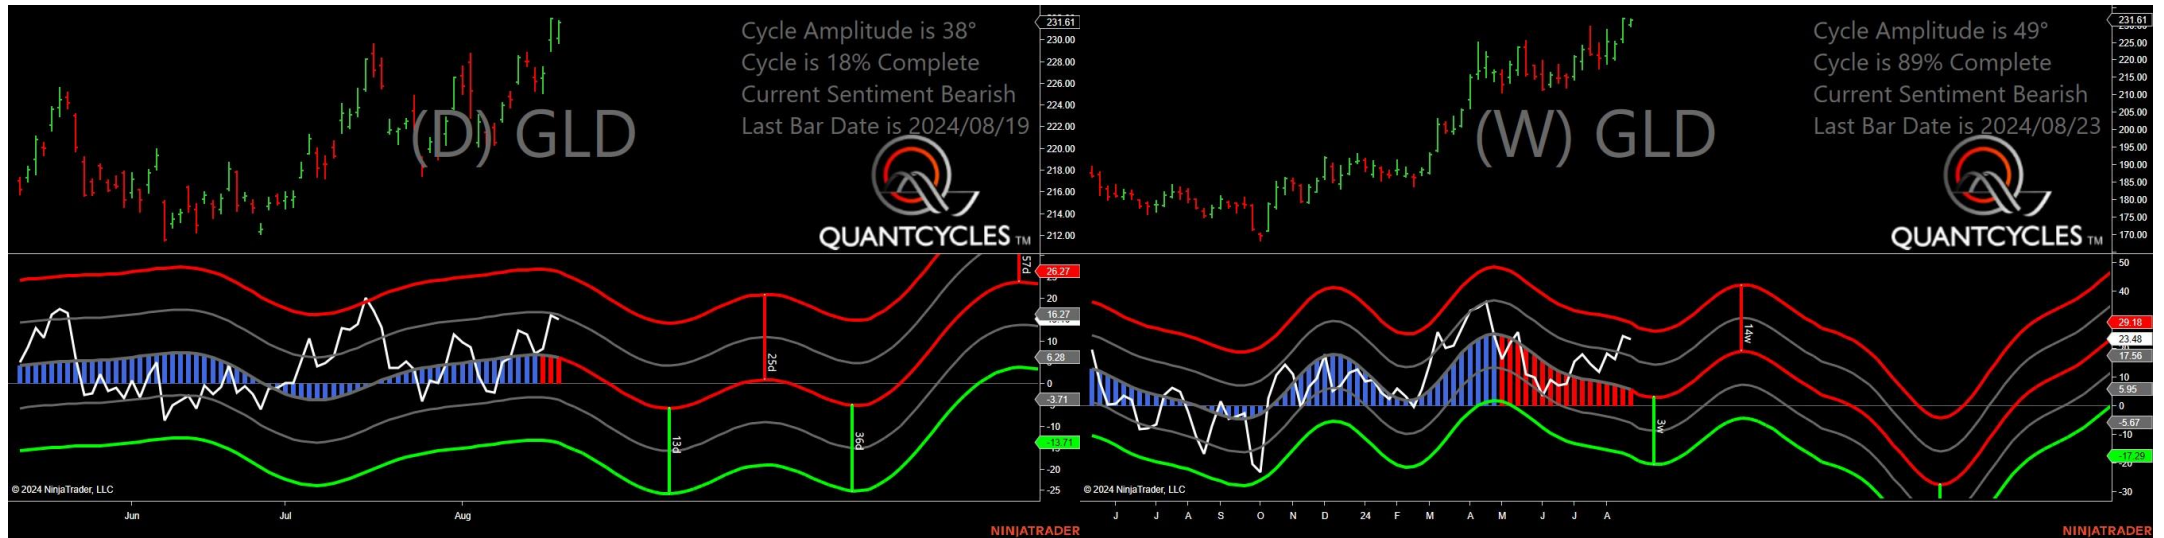 Cycle Amplitude is 38°
Cycle is 18% Complete
Current Sentiment Bearish
Last Bar Date is 2024/08/19
(D) GLD
QUANTCYCLES TM
231.61
230.00
228.00
226.00
224.00
222.00
220.00
218.00
216.00
214.00
212.00
57d
26.27
20
16.27
10
6.28
0
-3.71
-10
-13.71
-20
-25
25d
13d
36d
© 2024 NinjaTrader, LLC
Jun
Jul
Aug
NINJATRADER
Cycle Amplitude is 49°
Cycle is 89% Complete
Current Sentiment Bearish
Last Bar Date is 2024/08/23
(W) GLD
QUANTCYCLES TM
231.61
225.00
220.00
215.00
210.00
205.00
200.00
195.00
190.00
185.00
180.00
175.00
170.00
50
40
29.18
23.48
17.56
10
5.95
0
-5.67
-10
-17.29
-30
14w
3w
© 2024 NinjaTrader, LLC
J J A S O N D 24 F M A M J J A
NINJATRADER